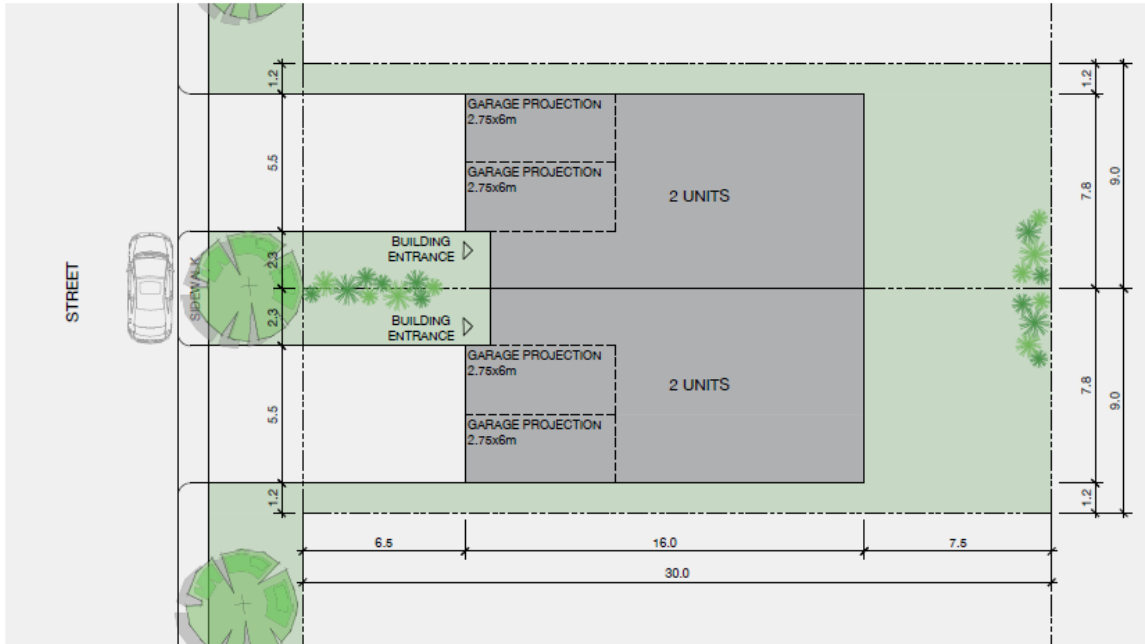 1.2
1.2
GARAGE PROJECTION
2.75x6m
5.5
GARAGE PROJECTION
2.75x6m
2 UNITS
7.8
9.0
STREET
SIDEWALK
2.3
BUILDING
ENTRANCE
2.3
BUILDING
ENTRANCE
GARAGE PROJECTION
2.75x6m
2 UNITS
5.5
7.8
9.0
GARAGE PROJECTION
2.75x6m
1.2
1.2
6.5
16.0
7.5
30.0